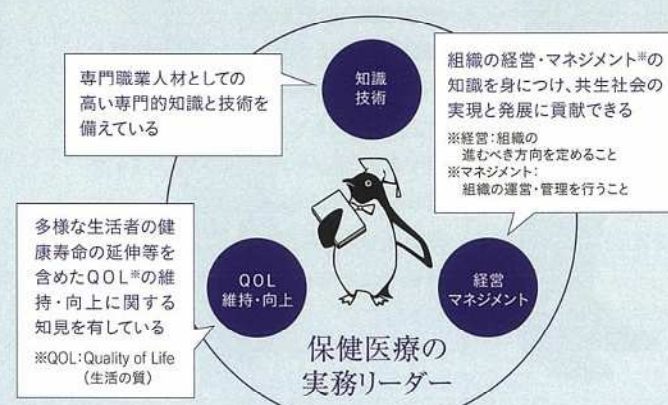 専門職業人材としての
高い専門的知識と技術を
備えている
知識
技術
組織の経営・マネジメント※の
知識を身につけ、共生社会の
実現と発展に貢献できる
※経営：組織の
進むべき方向を定めること
※マネジメント：
組織の運営・管理を行うこと
多様な生活者の健
康寿命の延伸等を
含めたQOL※の維
持・向上に関する
知見を有している
※QOL：Quality of Life
（生活の質）
QOL
維持・向上
経営
マネジメント
保健医療の
実務リーダー